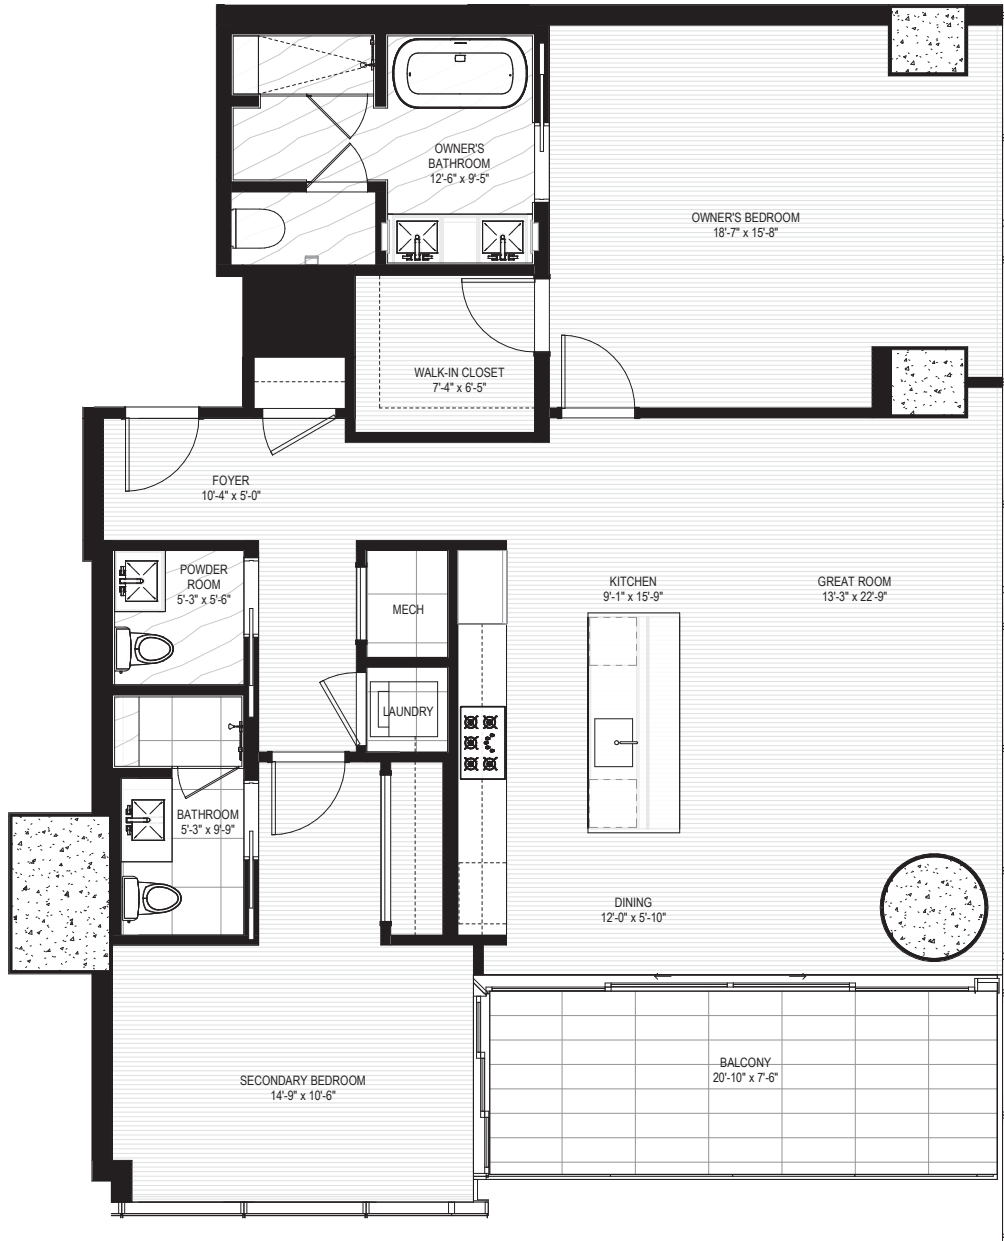 OWNER'S
BATHROOM
12'-6" x 9'-5"
OWNER'S BEDROOM
18'-7" x 15'-8"
WALK-IN CLOSET
7'-4" x 6'-5"
FOYER
10'-4" x 5'-0"
POWDER
ROOM
5'-3" x 5'-6"
MECH
KITCHEN
9'-1" x 15'-9"
GREAT ROOM
13'-3" x 22'-9"
LAUNDRY
BATHROOM
5'-3" x 9'-9"
DINING
12'-0" x 5'-10"
SECONDARY BEDROOM
14'-9" x 10'-6"
BALCONY
20'-10" x 7'-6"